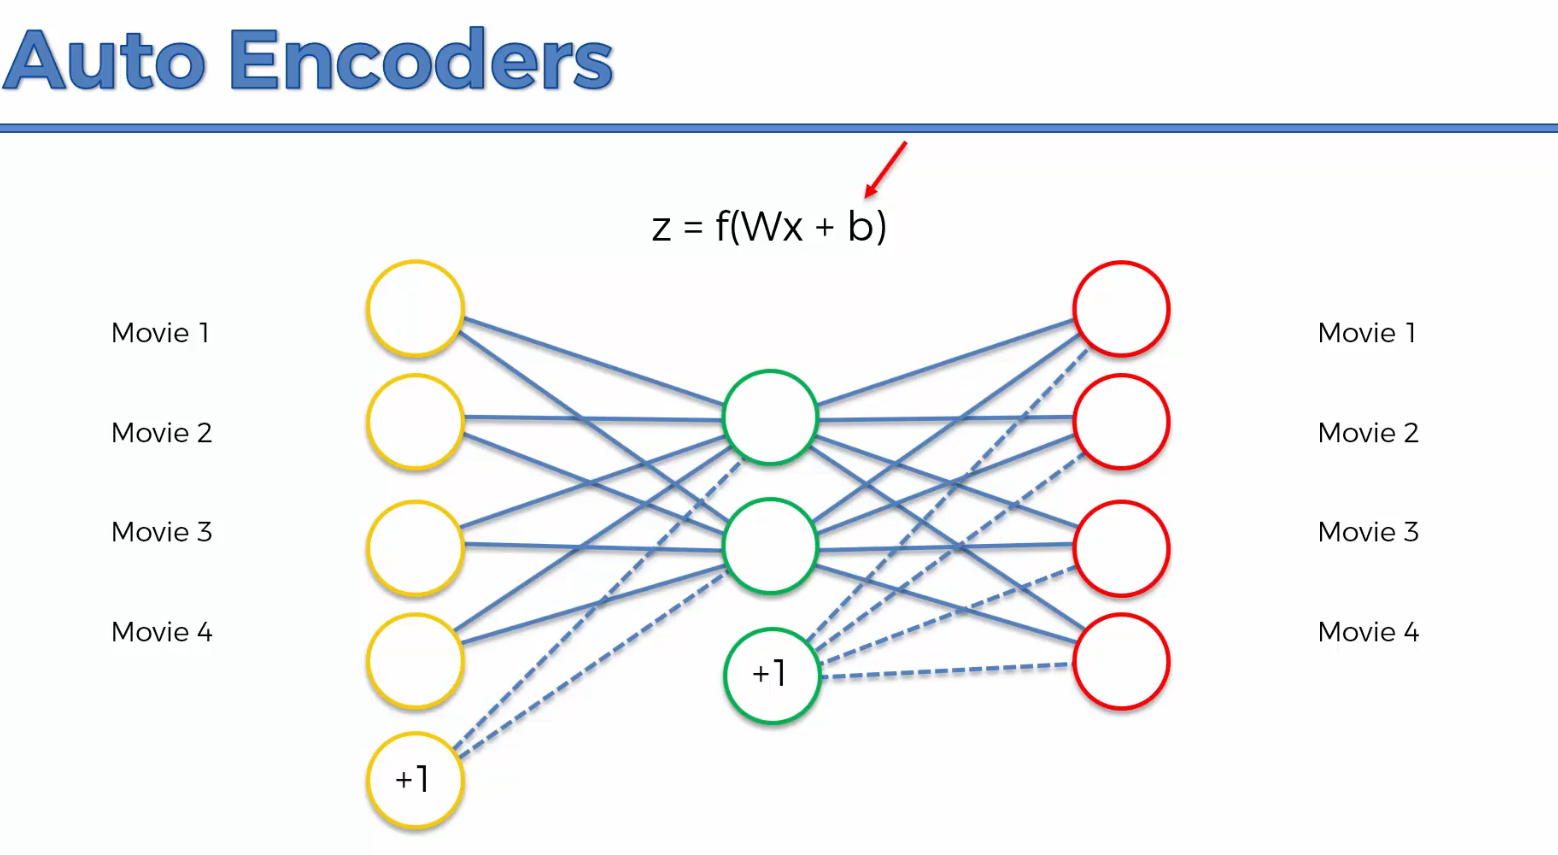 Auto Encoders
z = f(Wx + b)
Movie 1
Movie 2
Movie 3
Movie 4
+1
+1
Movie 1
Movie 2
Movie 3
Movie 4